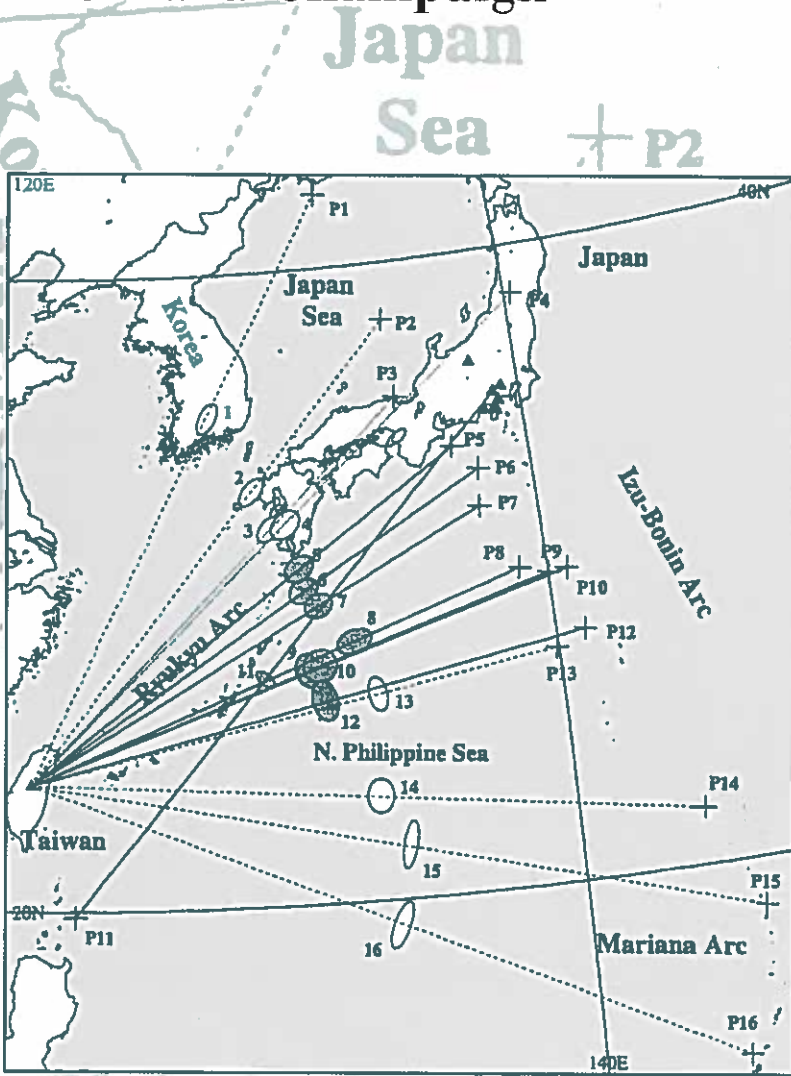 Japan
Sea
P2
120E
40N
P1
Japan
Japan
Sea
P4
P2
Korea
P3
1
P5
P6
2
P7
Izu-Bonin Arc
3
4
5
P8
P9
6
P10
7
Ryukyu Arc
8
P12
9
11
10
P13
12
13
N. Philippine Sea
14
P14
Taiwan
15
P15
20N
P11
16
Mariana Arc
P16
140E